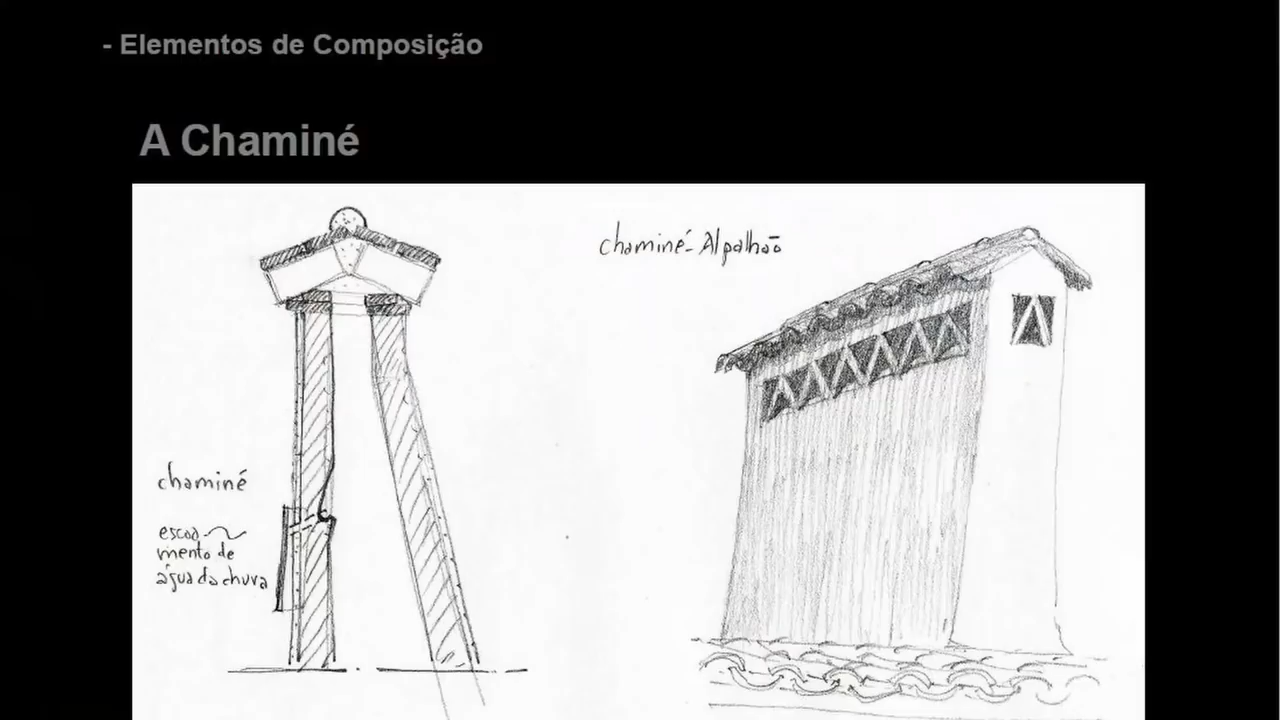 - Elementos de Composição
A Chaminé
chaminé - Alpalhão
chaminé
escoa-
mento de
água da chuva